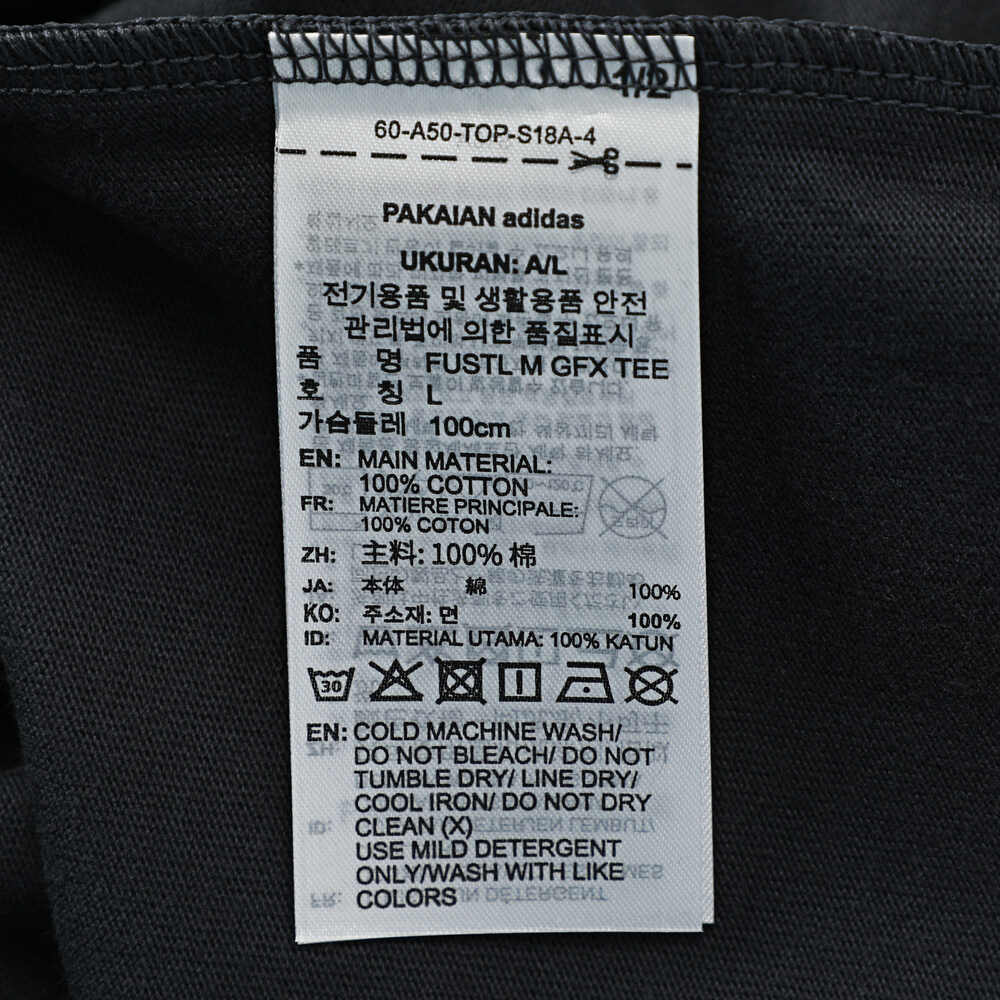 1/2
60-A50-TOP-S18A-4
PAKAIAN adidas
UKURAN: A/L
전기용품 및 생활용품 안전
관리법에 의한 품질표시
품 명 FUSTL M GFX TEE
호 칭 L
가슴둘레 100cm
EN: MAIN MATERIAL:
100% COTTON
FR: MATIERE PRINCIPALE:
100% COTON
ZH: 主料: 100% 棉
JA: 本体 綿 100%
KO: 주소재: 면 100%
ID: MATERIAL UTAMA: 100% KATUN
30
EN: COLD MACHINE WASH/
DO NOT BLEACH/ DO NOT
TUMBLE DRY/ LINE DRY/
COOL IRON/ DO NOT DRY
CLEAN (X)
USE MILD DETERGENT
ONLY/WASH WITH LIKE
COLORS